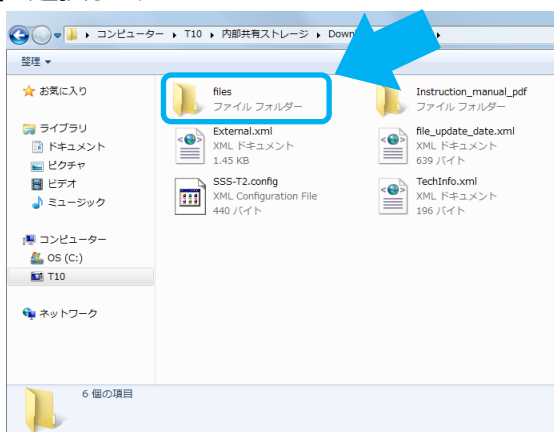 コンピューター ▸ T10 ▸ 内部共有ストレージ ▸
整理
お気に入り
ライブラリ
ドキュメント
ピクチャ
ビデオ
ミュージック
コンピューター
OS (C:)
T10
ネットワーク
files
ファイル フォルダー
Instruction_manual_pdf
ファイル フォルダー
External.xml
XML ドキュメント
1.45 KB
file_update_date.xml
XML ドキュメント
639 バイト
SSS-T2.config
XML Configuration File
440 バイト
TechInfo.xml
XML ドキュメント
196 バイト
6 個の項目